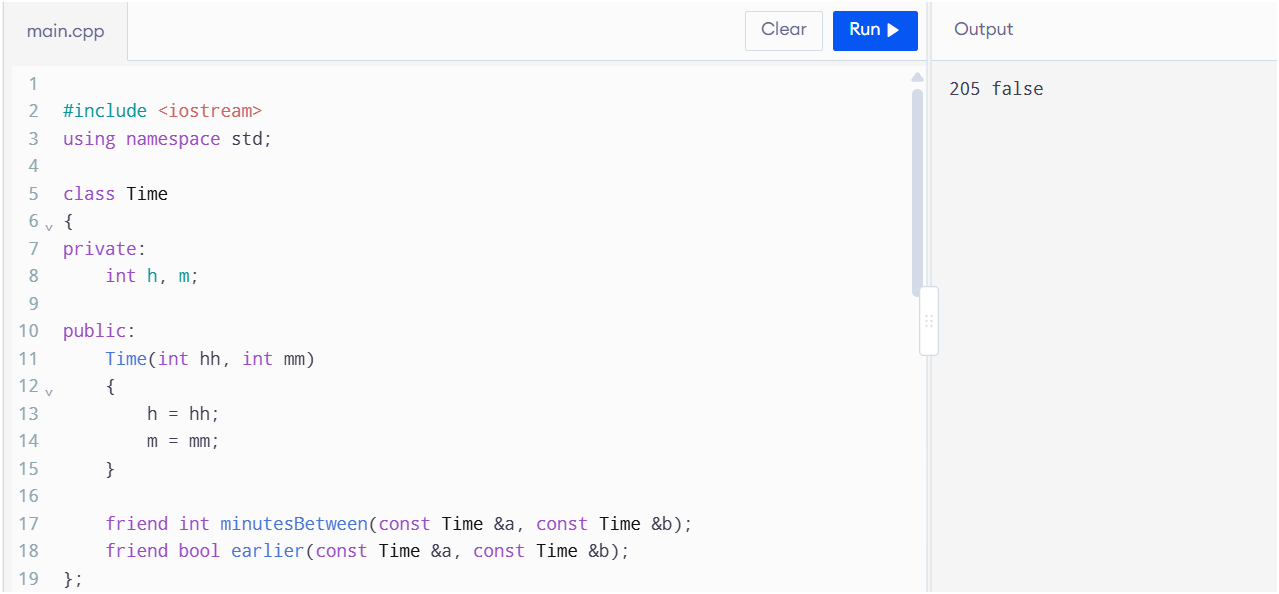 main.cpp Clear Run Output
205 false
1
2 #include <iostream>
3 using namespace std;
4
5 class Time
6 {
7 private:
8     int h, m;
9
10 public:
11     Time(int hh, int mm)
12     {
13         h = hh;
14         m = mm;
15     }
16
17     friend int minutesBetween(const Time &a, const Time &b);
18     friend bool earlier(const Time &a, const Time &b);
19 };